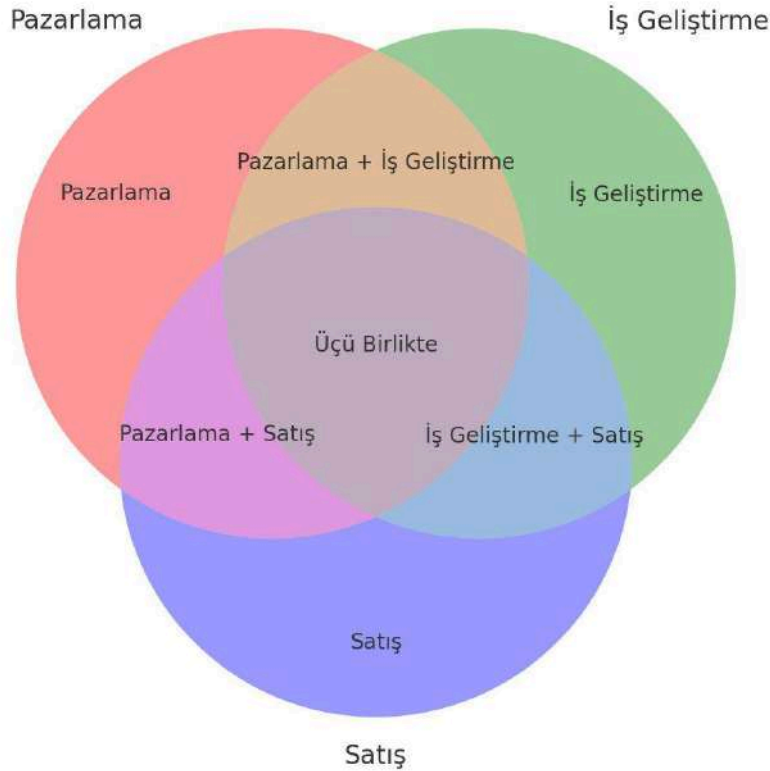 Pazarlama
İş Geliştirme
Pazarlama + İş Geliştirme
Pazarlama
İş Geliştirme
Üçü Birlikte
Pazarlama + Satış
İş Geliştirme + Satış
Satış
Satış